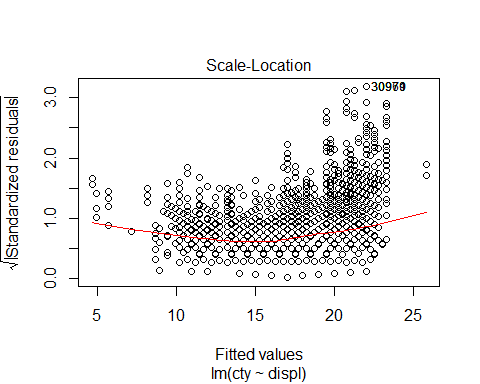 Scale-Location
√|Standardized residuals|
3.0
2.0
1.0
0.0
5
10
15
20
25
Fitted values
lm(cty ~ displ)